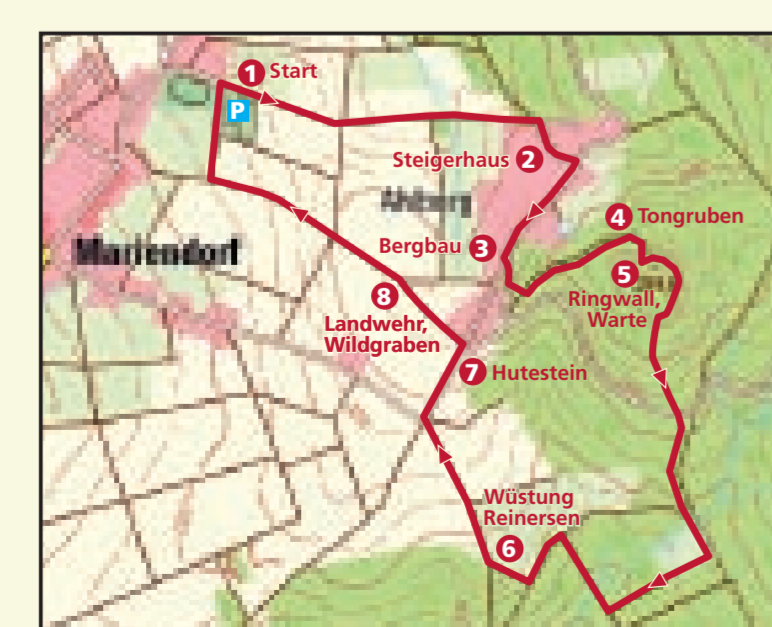 1 Start
P
Steigerhaus 2
Ahlberg
4 Tongruben
Bergbau 3
Mariendorf
5
Ringwall,
Warte
8
Landwehr,
Wildgraben
7 Hutestein
Wüstung
Reinersen
6